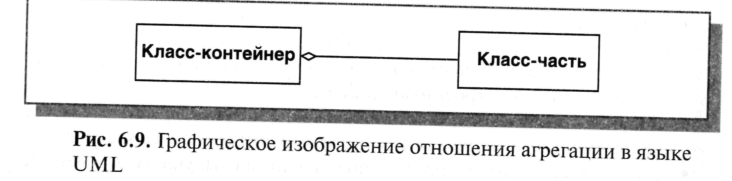 Класс-контейнер
Класс-часть
Рис. 6.9. Графическое изображение отношения агрегации в языке
UML